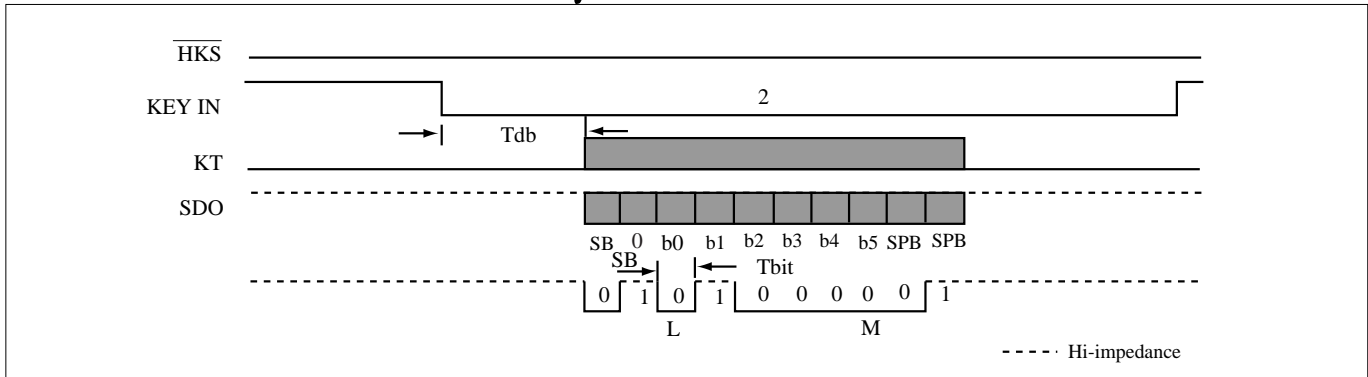 HKS
KEY IN
2
Tdb
KT
SDO
SB 0 b0 b1 b2 b3 b4 b5 SPB SPB
SB Tbit
0 1 0 1 0 0 0 0 0 1
L M
Hi-impedance